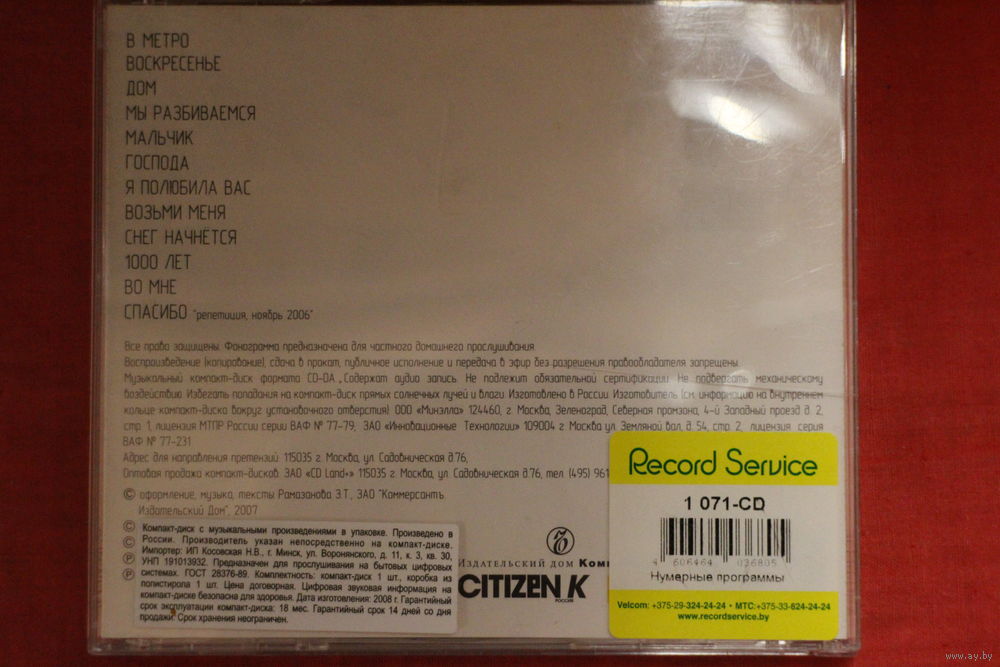 В МЕТРО
ВОСКРЕСЕНЬЕ
ДОМ
МЫ РАЗБИВАЕМСЯ
МАЛЬЧИК
ГОСПОДА
Я ПОЛЮБИЛА ВАС
ВОЗЬМИ МЕНЯ
СНЕГ НАЧНЁТСЯ
1000 ЛЕТ
ВО МНЕ
СПАСИБО "репетиция, ноябрь 2006"
Все права защищены. Фонограмма предназначена для частного домашнего прослушивания.
Воспроизведение (копирование), сдача в прокат, публичное исполнение и передача в эфир без разрешения правообладателя запрещены.
Музыкальный компакт-диск формата CD-DA „Содержат аудио запись. Не подлежит обязательной сертификации. Не подвергать механическому
воздействию. Избегать попадания на компакт-диск прямых солнечных лучей и влаги. Изготовлено в России. Изготовитель (см. информацию на внутреннем
кольце компакт-диска вокруг установочного отверстия) ООО «Минэлла» 124460, г. Москва, Зеленоград, Северная промзона, 4-й Западный проезд д. 2,
стр. 1, лицензия МТПР России серии ВАФ № 77-79, ЗАО «Инновационные Технологии» 109004 г. Москва ул. Земляной вал, д. 54, стр. 2, лицензия серия
ВАФ № 77-231
Адрес для направления претензий: 115035 г. Москва, ул. Садовническая д.76,
Оптовая продажа компакт-дисков: ЗАО «CD Land+» 115035 г. Москва, ул. Садовническая д.76, тел (495) 961
© оформление, музыка, тексты Рамазанова З.Т., ЗАО "Коммерсантъ.
Издательский Дом", 2007
Компакт-диск с музыкальными произведениями в упаковке. Произведено в
России. Производитель указан непосредственно на компакт-диске.
Импортер: ИП Косовская Н.В., г. Минск, ул. Воронянского, д. 11, к. 3, кв. 30,
УНП 191013932. Предназначен для прослушивания на бытовых цифровых
системах. ГОСТ 28376-89. Комплектность: компакт-диск 1 шт., коробка из
полистирола 1 шт. Цена договорная. Цифровая звуковая информация на
компакт-диске безопасна для здоровья. Дата изготовления: 2008 г. Гарантийный
срок эксплуатации компакт-диска: 18 мес. Гарантийный срок 14 дней со дня
продажи. Срок хранения неограничен.
© © ℗ ℗
ИЗДАТЕЛЬСКИЙ ДОМ
CITIZEN K
РОССИЯ
Record Service
1 071-CD
4 606464 036805
Нумерные программы
Velcom: +375-29-324-24-24 • МТС:+375-33-624-24-24
www.recordservice.by
www.ay.by